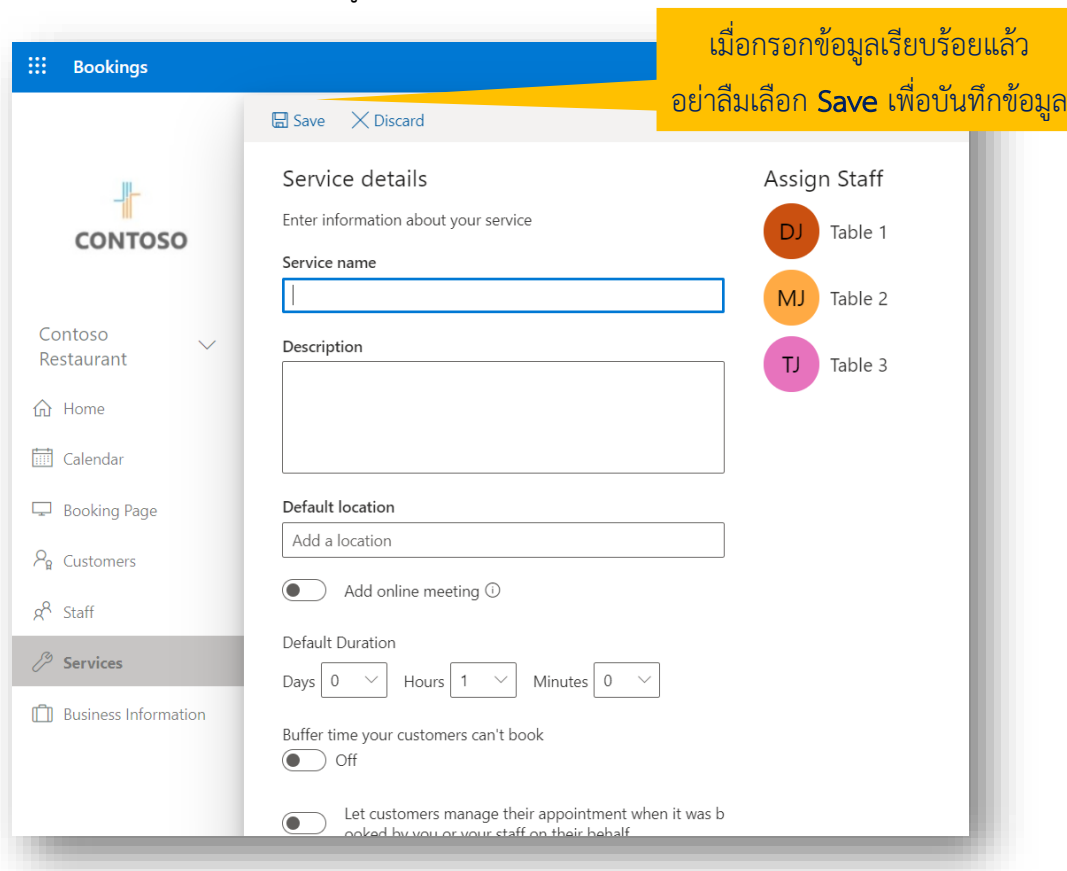 เมื่อกรอกข้อมูลเรียบร้อยแล้ว
อย่าลืมเลือก Save เพื่อบันทึกข้อมูล
Bookings
Save Discard
CONTOSO
Contoso
Restaurant
Home
Calendar
Booking Page
Customers
Staff
Services
Business Information
Service details
Enter information about your service
Service name
Description
Default location
Add a location
Add online meeting
Default Duration
Days 0 Hours 1 Minutes 0
Buffer time your customers can't book
Off
Let customers manage their appointment when it was b
ooked by you or your staff on their behalf
Assign Staff
DJ Table 1
MJ Table 2
TJ Table 3